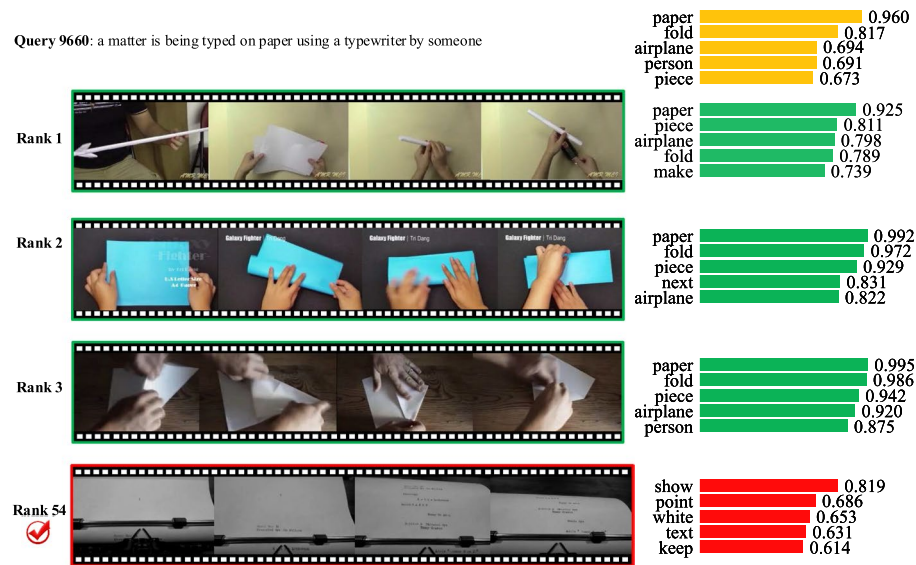 Query 9660: a matter is being typed on paper using a typewriter by someone
paper 0.960
fold 0.817
airplane 0.694
person 0.691
piece 0.673
Rank 1
AMR MC
paper 0.925
piece 0.811
airplane 0.798
fold 0.789
make 0.739
Rank 2
Galaxy
Fighter
A4 Paper
Galaxy Fighter | Tri Dang
Galaxy Fighter | Tri Dang
Galaxy Fighter | Tri Dang
paper 0.992
fold 0.972
piece 0.929
next 0.831
airplane 0.822
Rank 3
paper 0.995
fold 0.986
piece 0.942
airplane 0.920
person 0.875
Rank 54
show 0.819
point 0.686
white 0.653
text 0.631
keep 0.614